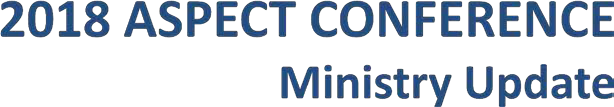 2018 ASPECT CONFERENCE
Ministry Update